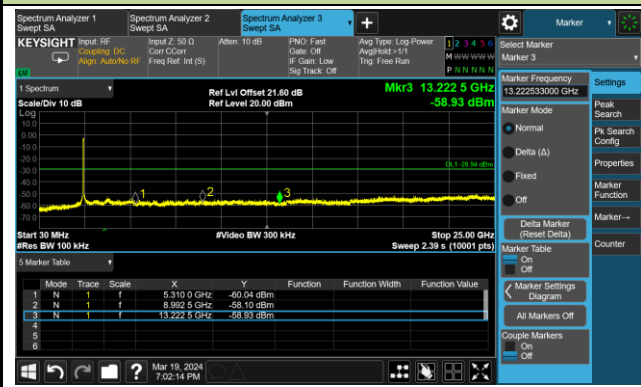 Spectrum Analyzer 1
Swept SA
Spectrum Analyzer 2
Swept SA
Spectrum Analyzer 3
Swept SA
Marker
KEYSIGHT
Input: RF
Coupling: DC
Align: Auto/No RF
Input Z: 50 Ω
Corr CCorr
Freq Ref: Int (S)
Atten: 10 dB
PNO: Fast
Gate: Off
IF Gain: Low
Sig Track: Off
Avg Type: Log-Power
Avg|Hold:>1/1
Trig: Free Run
1 2 3 4 5 6
M W W W W W
P N N N N N
LW
Select Marker
Marker 3
1 Spectrum
Scale/Div 10 dB
Ref Lvl Offset 21.60 dB
Ref Level 20.00 dBm
Mkr3 13.222 5 GHz
-58.93 dBm
Log
10.0
0.00
-10.0
-20.0
-30.0
-40.0
-50.0
-60.0
-70.0
DL1 -28.94 dBm
1
2
3
Start 30 MHz
#Res BW 100 kHz
#Video BW 300 kHz
Stop 25.00 GHz
Sweep 2.39 s (10001 pts)
5 Marker Table
Mode Trace Scale X Y Function Function Width Function Value
1 N 1 f 5.310 0 GHz -60.04 dBm
2 N 1 f 8.992 5 GHz -58.10 dBm
3 N 1 f 13.222 5 GHz -58.93 dBm
4
5
6
Mar 19, 2024
7:02:14 PM
Marker Frequency
13.222533000 GHz
Marker Mode
Normal
Delta (Δ)
Fixed
Off
Delta Marker
(Reset Delta)
Marker Table
On
Off
Marker Settings
Diagram
All Markers Off
Couple Markers
On
Off
Settings
Peak
Search
Pk Search
Config
Properties
Marker
Function
Marker→
Counter